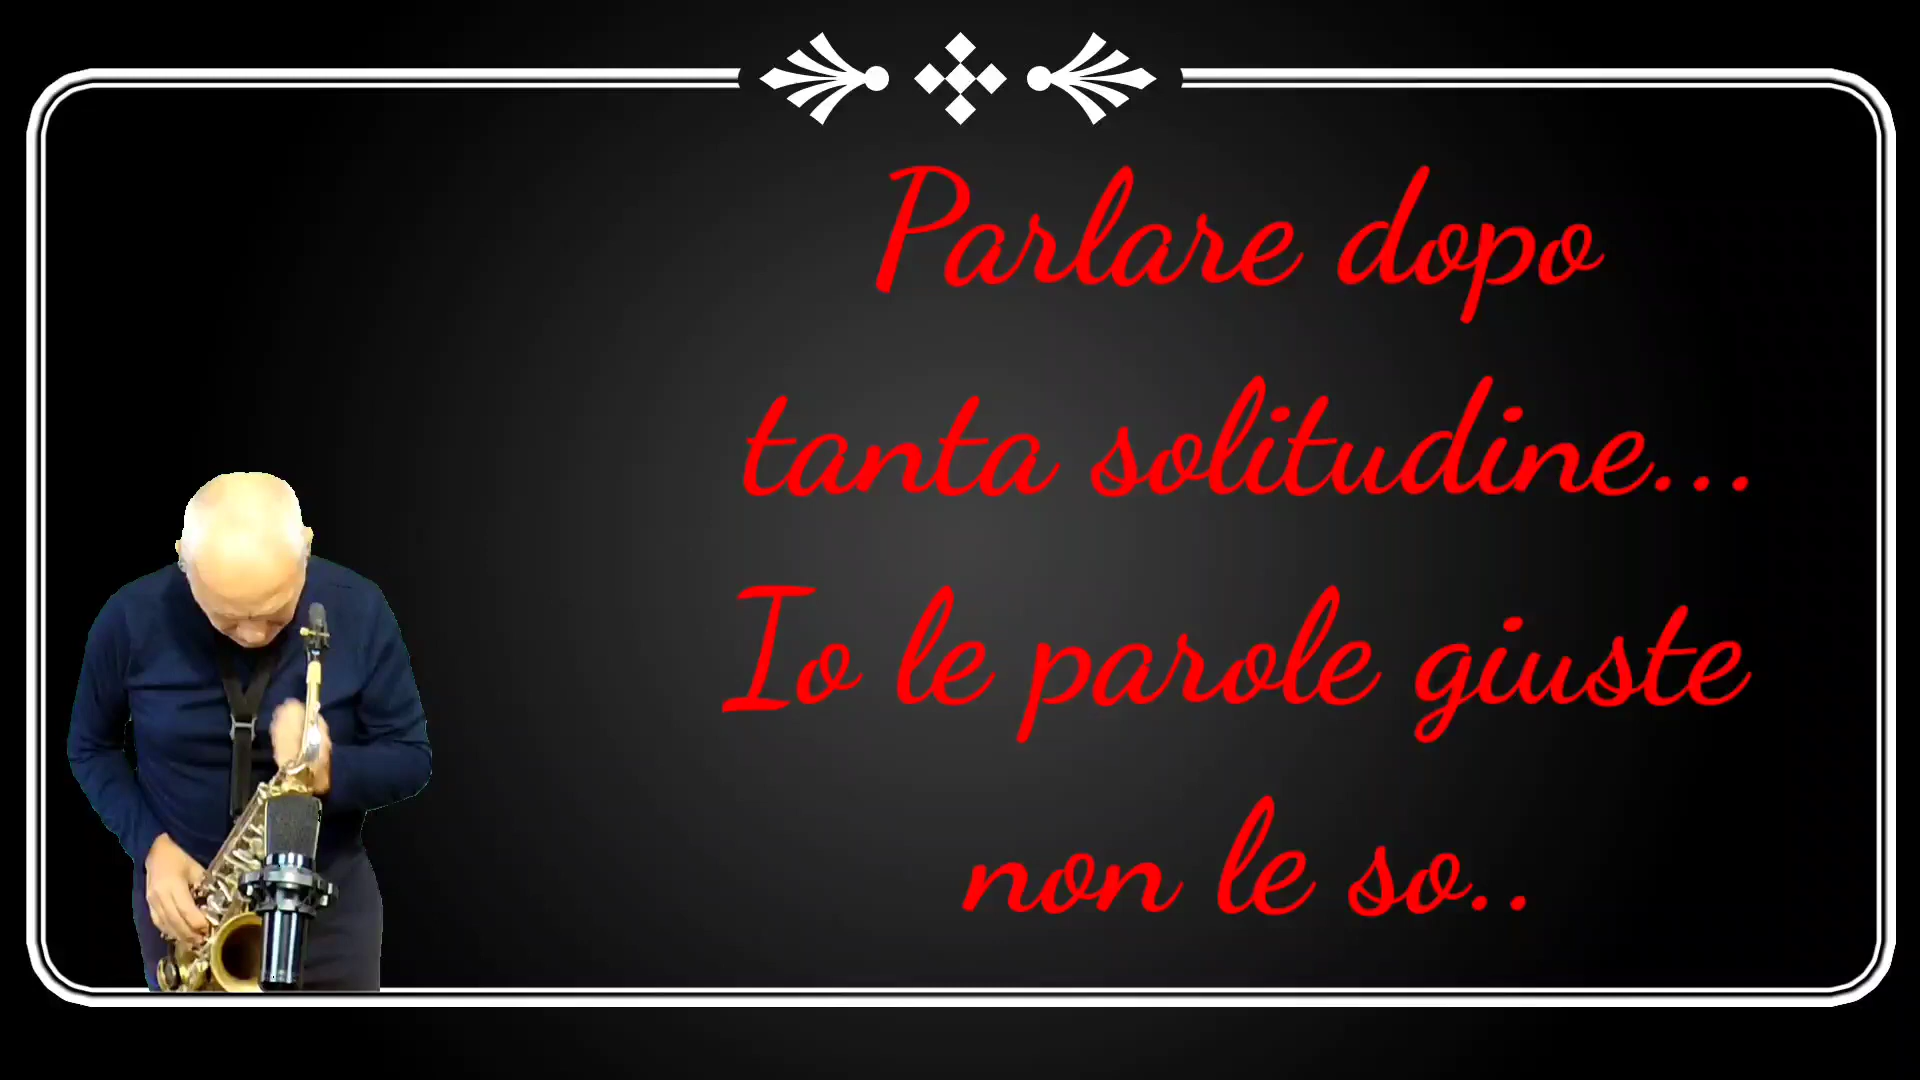 Parlare dopo
tanta solitudine...
Io le parole giuste
non le so..